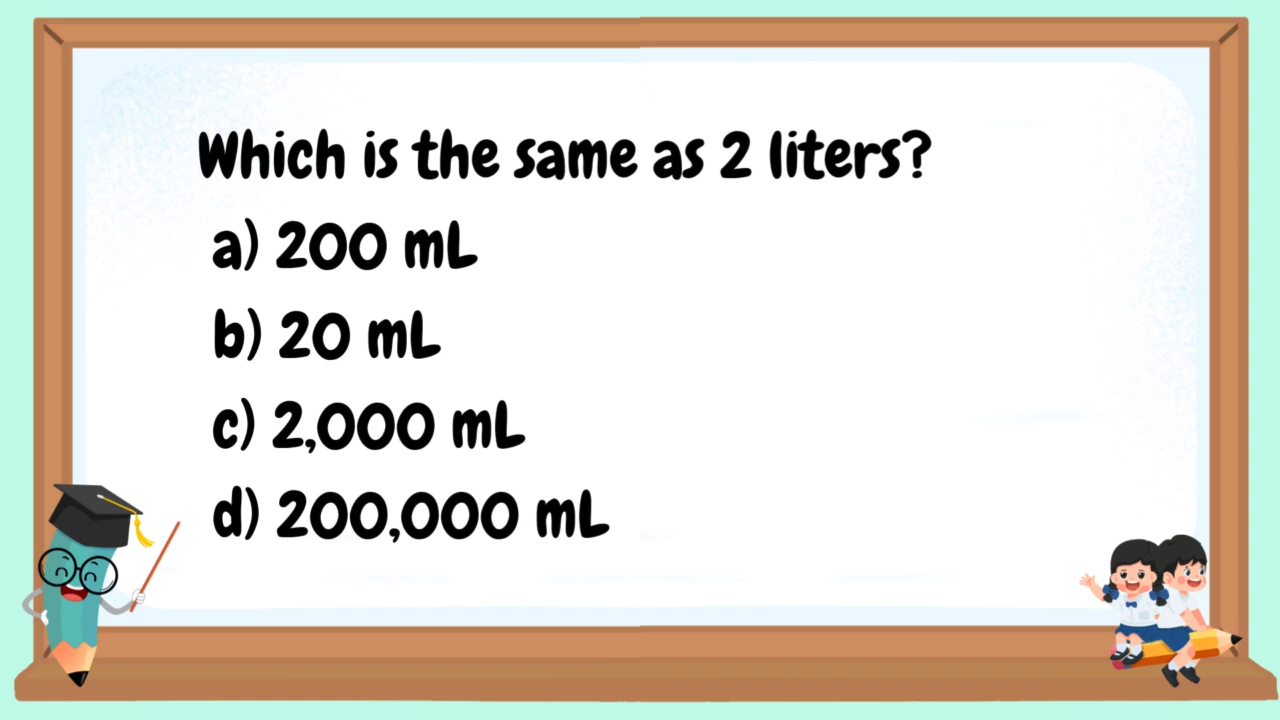 Which is the same as 2 liters?
a) 200 mL
b) 20 mL
c) 2,000 mL
d) 200,000 mL